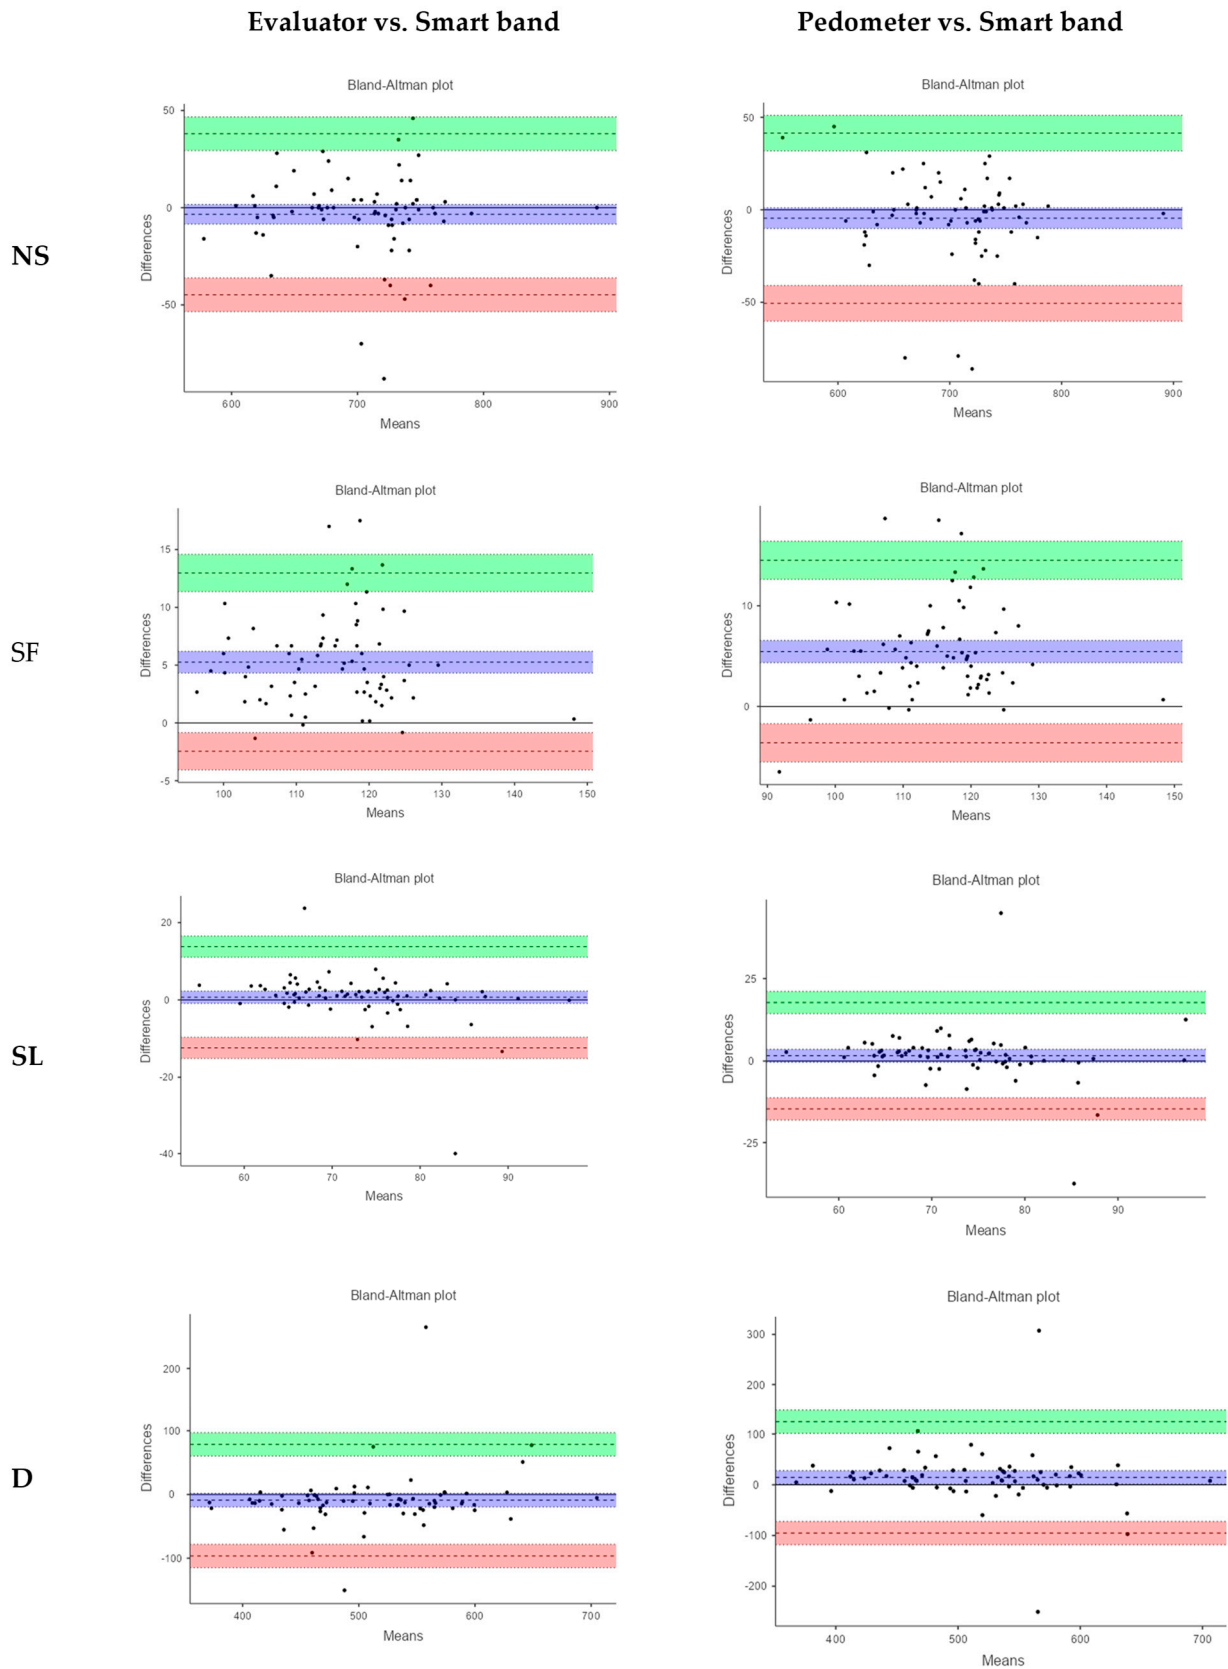 Evaluator vs. Smart band
Pedometer vs. Smart band
NS
Bland-Altman plot
Differences
50
0
-50
600
700
800
900
Means
Bland-Altman plot
Differences
50
0
-50
600
700
800
900
Means
SF
Bland-Altman plot
Differences
15
10
5
0
-5
100
110
120
130
140
150
Means
Bland-Altman plot
Differences
10
0
90
100
110
120
130
140
150
Means
SL
Bland-Altman plot
Differences
20
0
-20
-40
60
70
80
90
Means
Bland-Altman plot
Differences
25
0
-25
60
70
80
90
Means
D
Bland-Altman plot
Differences
200
100
0
-100
400
500
600
700
Means
Bland-Altman plot
Differences
300
200
100
0
-100
-200
400
500
600
700
Means